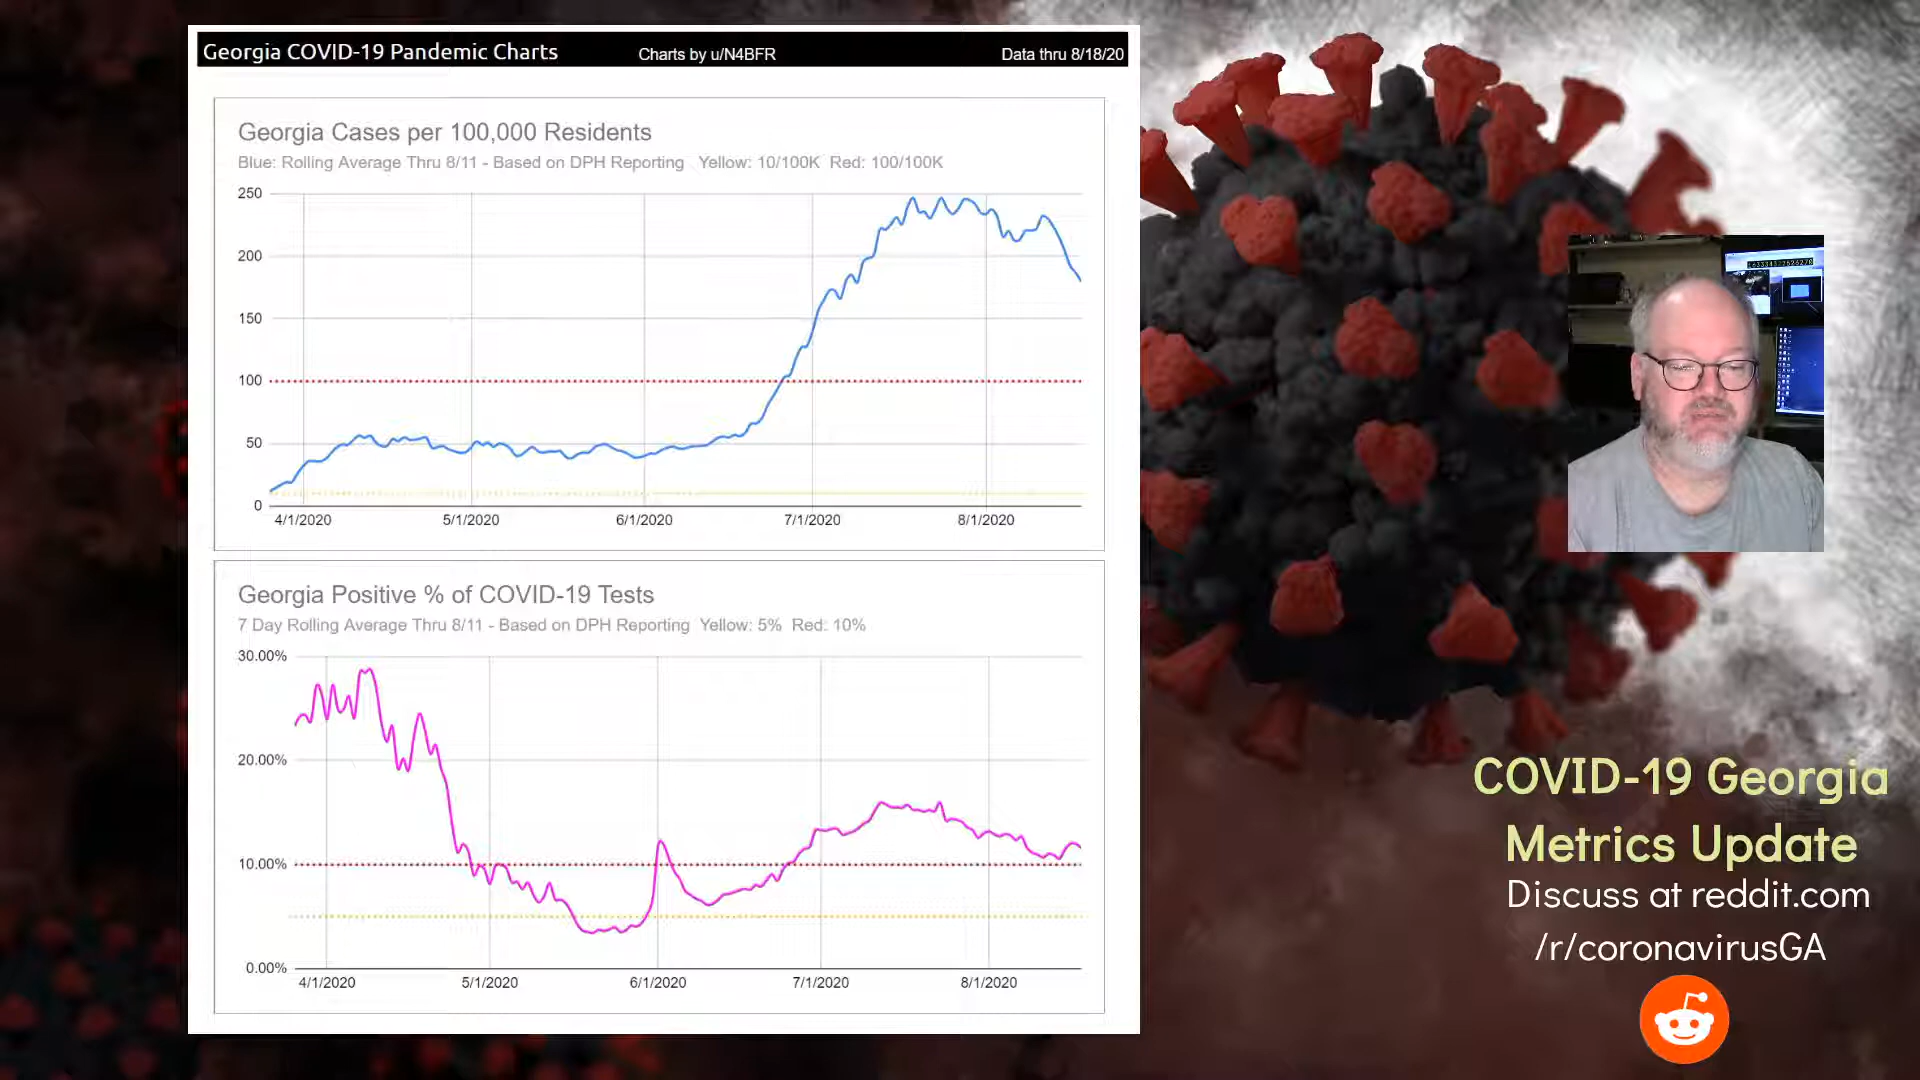 Georgia COVID-19 Pandemic Charts Charts by u/N4BFR Data thru 8/18/20
Georgia Cases per 100,000 Residents
Blue: Rolling Average Thru 8/11 - Based on DPH Reporting Yellow: 10/100K Red: 100/100K
250
200
150
100
50
0
4/1/2020 5/1/2020 6/1/2020 7/1/2020 8/1/2020
Georgia Positive % of COVID-19 Tests
7 Day Rolling Average Thru 8/11 - Based on DPH Reporting Yellow: 5% Red: 10%
30.00%
20.00%
10.00%
0.00%
4/1/2020 5/1/2020 6/1/2020 7/1/2020 8/1/2020
COVID-19 Georgia
Metrics Update
Discuss at reddit.com
/r/coronavirusGA